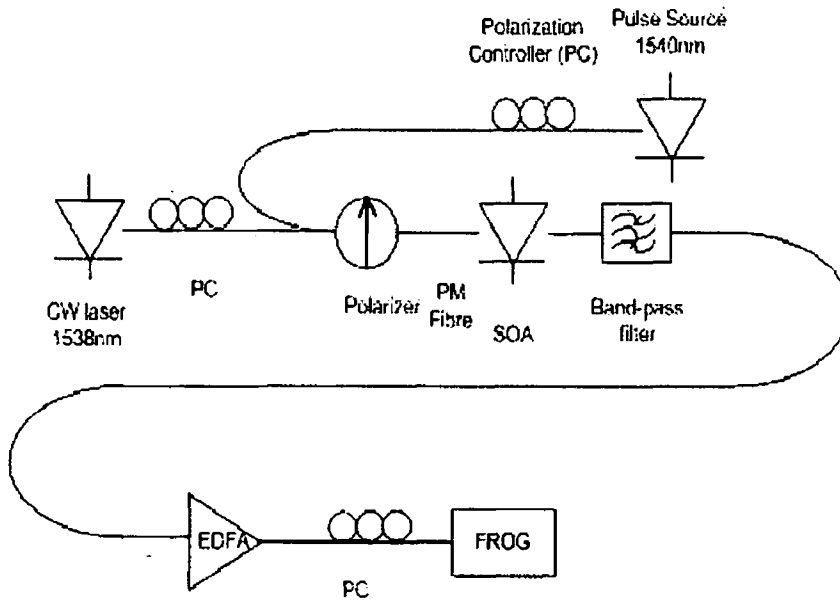 Polarization
Controller (PC)
Pulse Source
1540nm
PC
CW laser
1538nm
Polarizer
PM
Fibre
SOA
Band-pass
filter
EDFA
PC
FROG